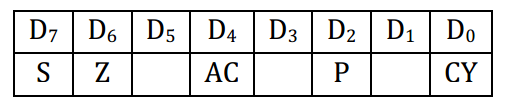 D₇ D₆ D₅ D₄ D₃ D₂ D₁ D₀
S Z AC P CY